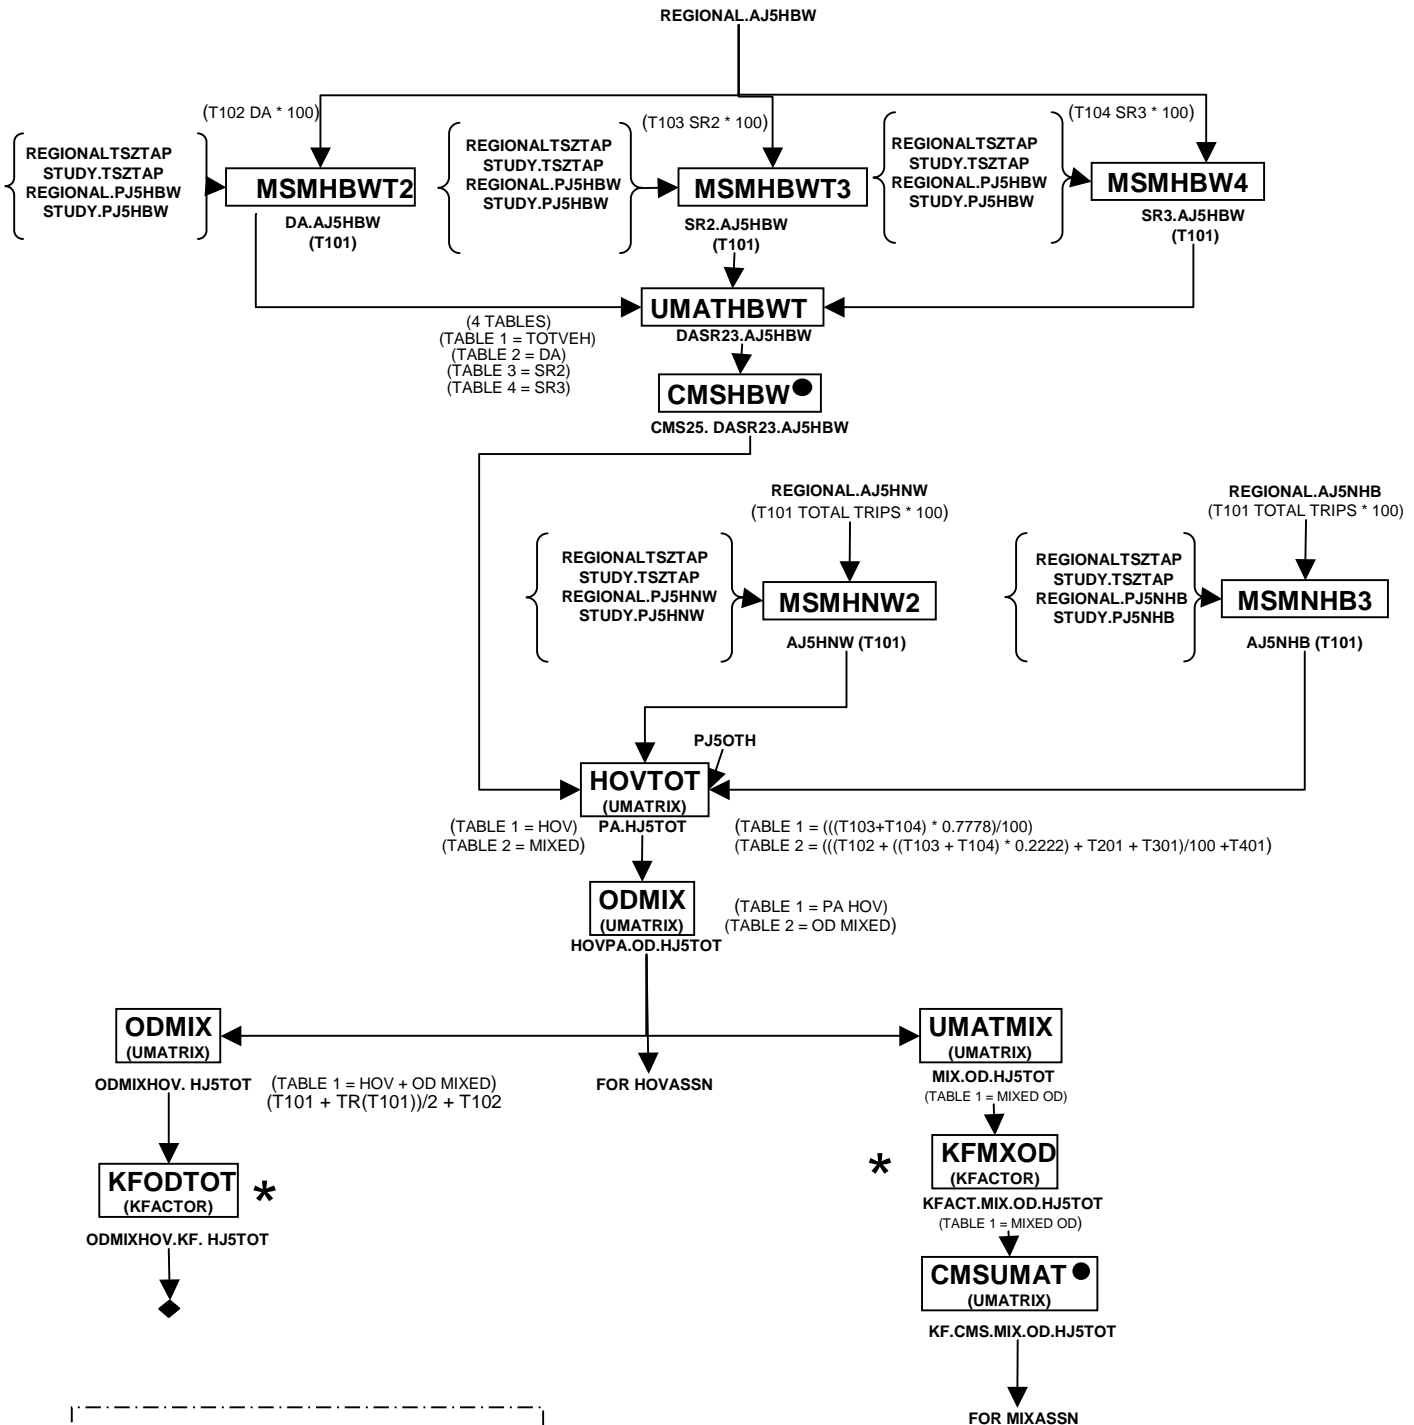 REGIONAL.AJ5HBW
(T102 DA * 100)
(T103 SR2 * 100)
(T104 SR3 * 100)
REGIONALTSZTAP
STUDY.TSZTAP
REGIONAL.PJ5HBW
STUDY.PJ5HBW
MSMHBWT2
DA.AJ5HBW
(T101)
REGIONALTSZTAP
STUDY.TSZTAP
REGIONAL.PJ5HBW
STUDY.PJ5HBW
MSMHBWT3
SR2.AJ5HBW
(T101)
REGIONALTSZTAP
STUDY.TSZTAP
REGIONAL.PJ5HBW
STUDY.PJ5HBW
MSMHBW4
SR3.AJ5HBW
(T101)
UMATHBWT
DASR23.AJ5HBW
(4 TABLES)
(TABLE 1 = TOTVEH)
(TABLE 2 = DA)
(TABLE 3 = SR2)
(TABLE 4 = SR3)
CMSHBW
CMS25. DASR23.AJ5HBW
REGIONAL.AJ5HNW
(T101 TOTAL TRIPS * 100)
REGIONALTSZTAP
STUDY.TSZTAP
REGIONAL.PJ5HNW
STUDY.PJ5HNW
MSMHNW2
AJ5HNW (T101)
REGIONAL.AJ5NHB
(T101 TOTAL TRIPS * 100)
REGIONALTSZTAP
STUDY.TSZTAP
REGIONAL.PJ5NHB
STUDY.PJ5NHB
MSMNHB3
AJ5NHB (T101)
PJ5OTH
HOVTOT
(UMATRIX)
PA.HJ5TOT
(TABLE 1 = HOV)
(TABLE 2 = MIXED)
(TABLE 1 = (((T103+T104) * 0.7778)/100)
(TABLE 2 = (((T102 + ((T103 + T104) * 0.2222) + T201 + T301)/100 +T401)
ODMIX
(UMATRIX)
HOVPA.OD.HJ5TOT
(TABLE 1 = PA HOV)
(TABLE 2 = OD MIXED)
ODMIX
(UMATRIX)
ODMIXHOV. HJ5TOT
(TABLE 1 = HOV + OD MIXED)
(T101 + TR(T101))/2 + T102
FOR HOVASSN
UMATMIX
(UMATRIX)
MIX.OD.HJ5TOT
(TABLE 1 = MIXED OD)
KFODTOT
(KFACTOR)
*
ODMIXHOV.KF. HJ5TOT
*
KFMXOD
(KFACTOR)
KFACT.MIX.OD.HJ5TOT
(TABLE 1 = MIXED OD)
CMSUMAT
(UMATRIX)
KF.CMS.MIX.OD.HJ5TOT
FOR MIXASSN